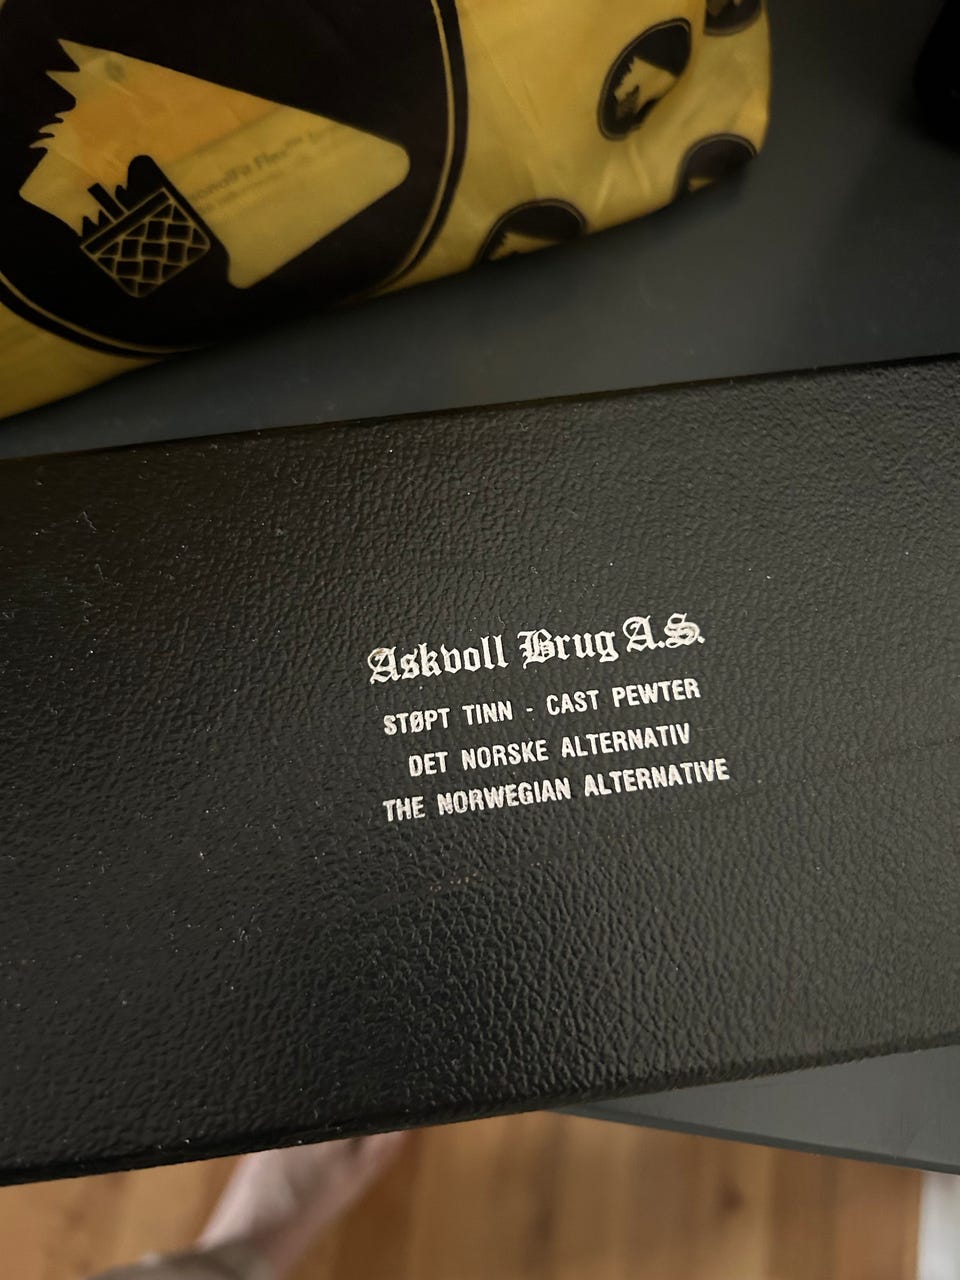 Askvoll Brug A.S.
STØPT TINN - CAST PEWTER
DET NORSKE ALTERNATIV
THE NORWEGIAN ALTERNATIVE